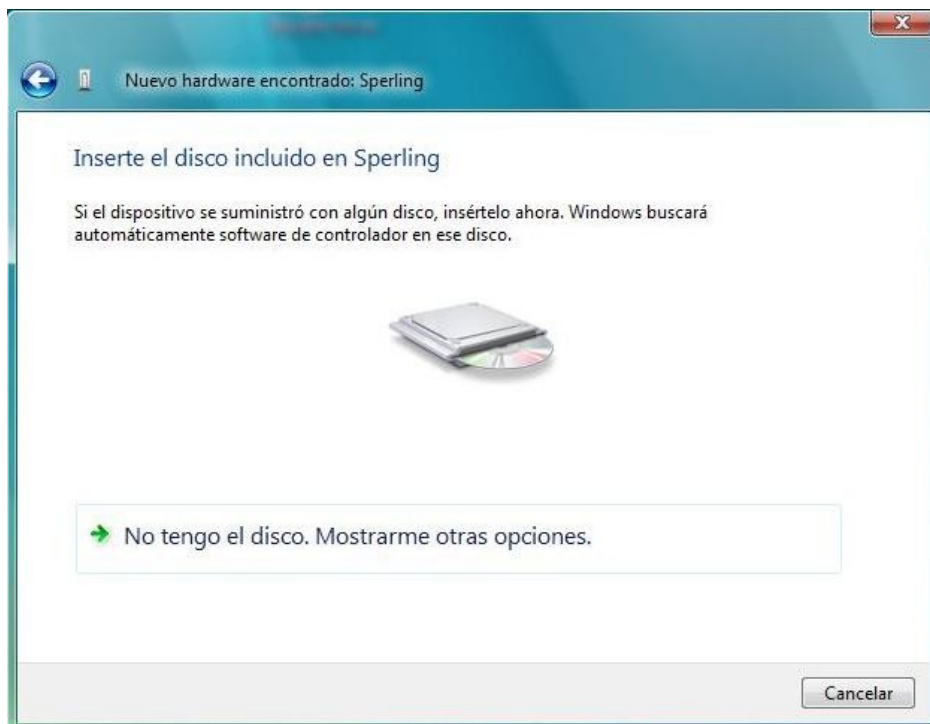 Nuevo hardware encontrado: Sperling
Inserte el disco incluido en Sperling
Si el dispositivo se suministró con algún disco, insértelo ahora. Windows buscará
automáticamente software de controlador en ese disco.
No tengo el disco. Mostrarme otras opciones.
Cancelar